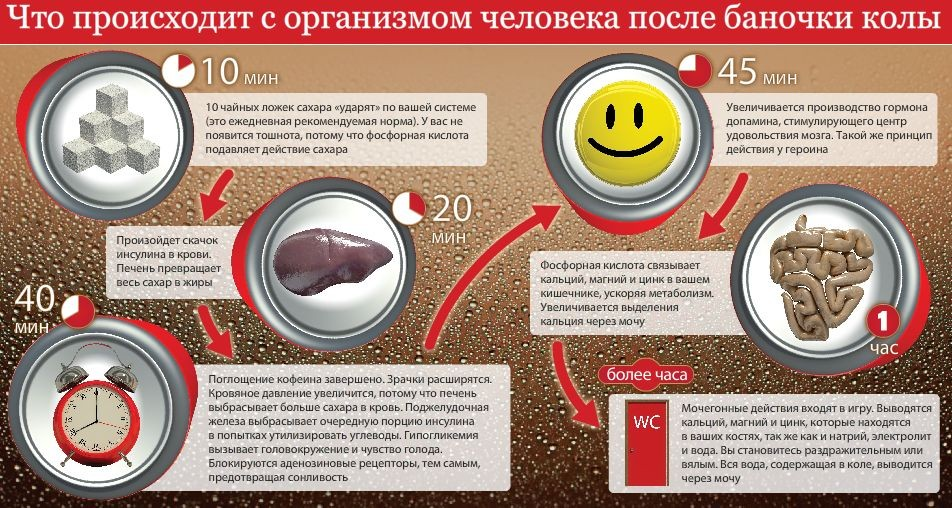 Что происходит с организмом человека после баночки колы
10 мин
10 чайных ложек сахара «ударят» по вашей системе
(это ежедневная рекомендуемая норма). У вас не
появится тошнота, потому что фосфорная кислота
подавляет действие сахара
20
мин
Произойдет скачок
инсулина в крови.
Печень превращает
весь сахар в жиры
40
мин
Поглощение кофеина завершено. Зрачки расширятся.
Кровяное давление увеличится, потому что печень
выбрасывает больше сахара в кровь. Поджелудочная
железа выбрасывает очередную порцию инсулина
в попытках утилизировать углеводы. Гипогликемия
вызывает головокружение и чувство голода.
Блокируются аденозиновые рецепторы, тем самым,
предотвращая сонливость
45 мин
Увеличивается производство гормона
допамина, стимулирующего центр
удовольствия мозга. Такой же принцип
действия у героина
1
час
Фосфорная кислота связывает
кальций, магний и цинк в вашем
кишечнике, ускоряя метаболизм.
Увеличивается выделения
кальция через мочу
более часа
WC
Мочегонные действия входят в игру. Выводятся
кальций, магний и цинк, которые находятся
в ваших костях, так же как и натрий, электролит
и вода. Вы становитесь раздражительным или
вялым. Вся вода, содержащая в коле, выводится
через мочу